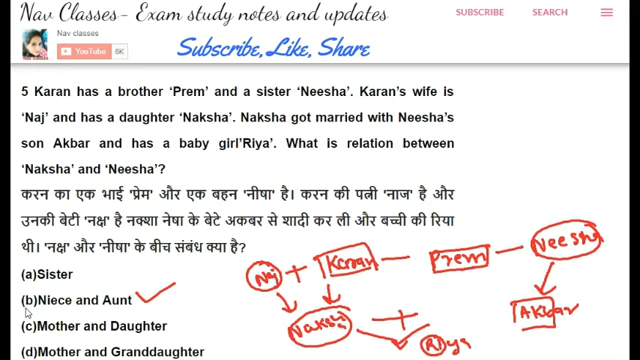 Nav Classes- Exam study notes and updates
SUBSCRIBE
SEARCH
Nav classes
YouTube 6K
Subscribe, Like, Share
5 Karan has a brother ‘Prem’ and a sister ‘Neesha’. Karan’s wife is
‘Naj’ and has a daughter ‘Naksha’. Naksha got married with Neesha’s
son Akbar and has a baby girl’Riya’. What is relation between
‘Naksha’ and ‘Neesha’?
करन का एक भाई 'प्रेम' और एक बहन 'नीषा' है। करन की पत्नी 'नाज' है और
उनकी बेटी 'नक्ष' है नक्शा नेषा के बेटे अकबर से शादी कर ली और बच्ची की रिया
थी। 'नक्ष' और 'नीषा' के बीच संबंध क्या है?
(a)Sister
(b)Niece and Aunt
(c)Mother and Daughter
(d)Mother and Granddaughter
Naj + Karan — Prem — Neesha
Naksha + Akbar
Riya